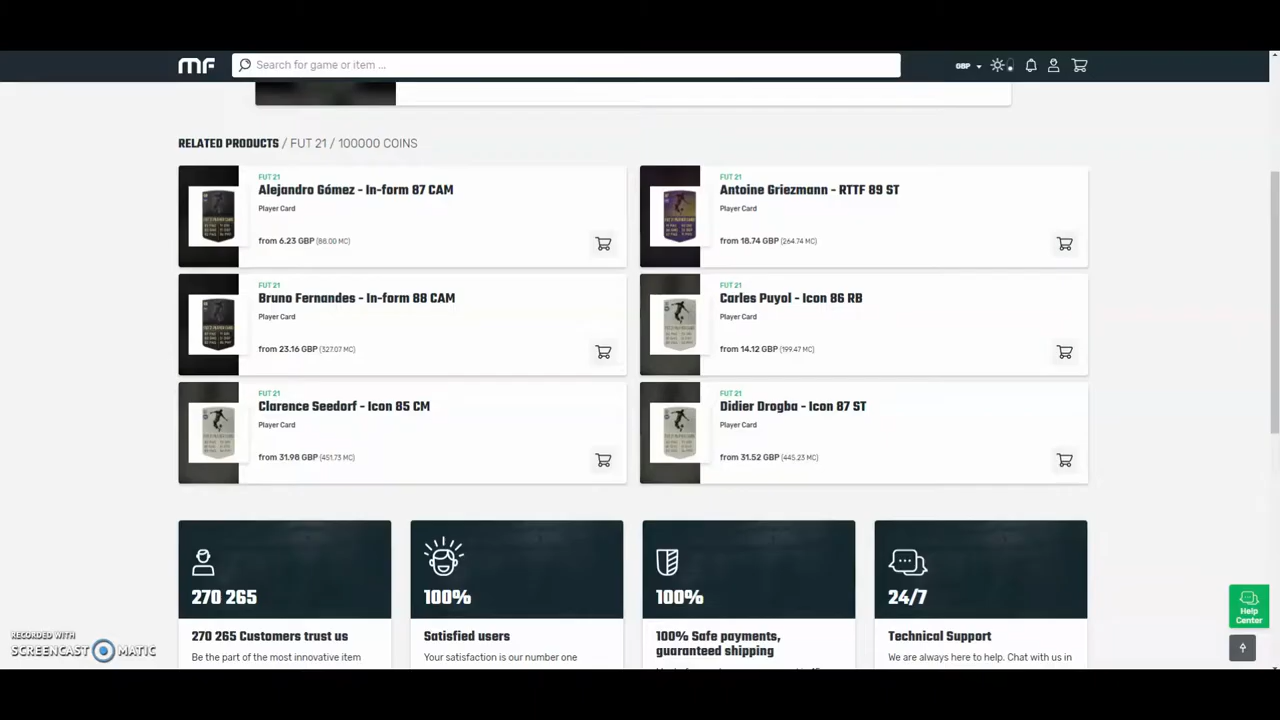 MF
Search for game or item ...
GBP
RELATED PRODUCTS / FUT 21 / 100000 COINS
FUT 21
Alejandro Gómez - In-form 87 CAM
Player Card
from 6.23 GBP (88.00 MC)
FUT 21
Antoine Griezmann - RTTF 89 ST
Player Card
from 18.74 GBP (264.74 MC)
FUT 21
Bruno Fernandes - In-form 88 CAM
Player Card
from 23.16 GBP (327.07 MC)
FUT 21
Carles Puyol - Icon 86 RB
Player Card
from 14.12 GBP (199.47 MC)
FUT 21
Clarence Seedorf - Icon 85 CM
Player Card
from 31.98 GBP (451.73 MC)
FUT 21
Didier Drogba - Icon 87 ST
Player Card
from 31.52 GBP (445.23 MC)
270 265
270 265 Customers trust us
Be the part of the most innovative item
100%
Satisfied users
Your satisfaction is our number one
100%
100% Safe payments,
guaranteed shipping
24/7
Technical Support
We are always here to help. Chat with us in
Help
Center
RECORDED WITH
SCREENCAST MATIC